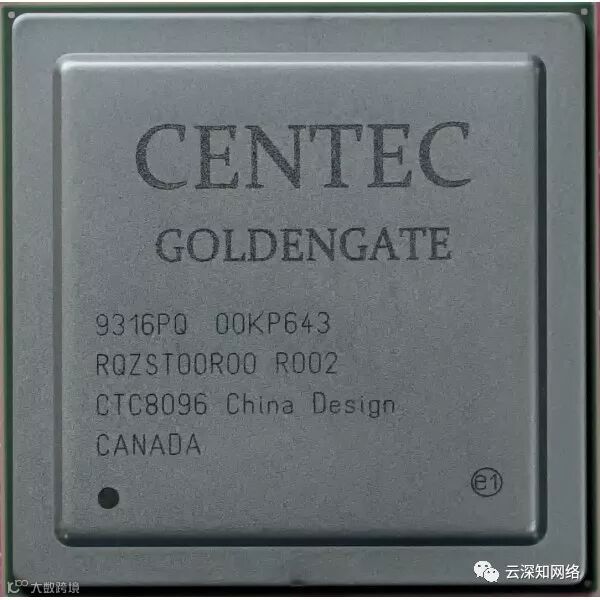 CENTEC
GOLDENGATE
9316PQ 00KP643
RQZST00R00 R002
CTC8096 China Design
CANADA
e1
云深知网络
大数跨境